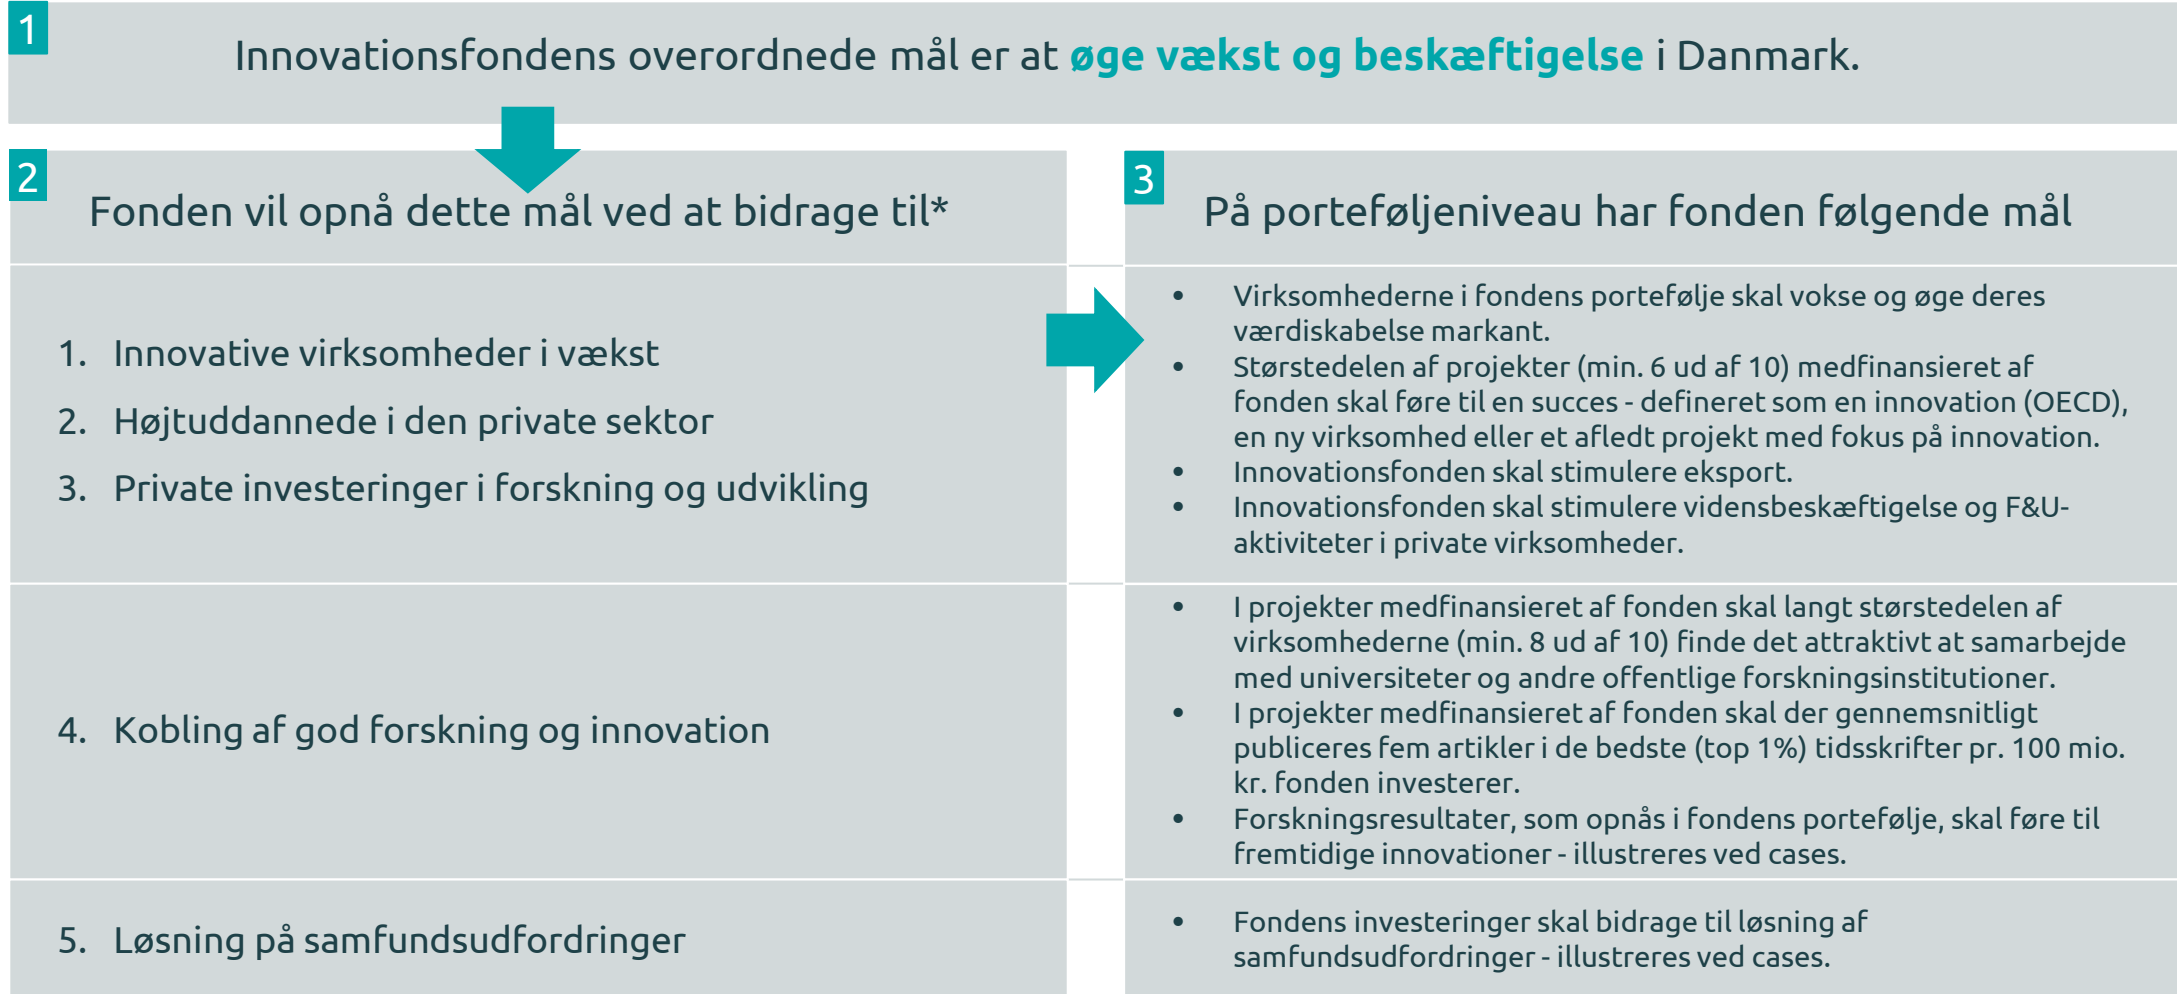 1
Innovationsfondens overordnede mål er at øge vækst og beskæftigelse i Danmark.
2
Fonden vil opnå dette mål ved at bidrage til*
1. Innovative virksomheder i vækst
2. Højtuddannede i den private sektor
3. Private investeringer i forskning og udvikling
4. Kobling af god forskning og innovation
5. Løsning på samfundsudfordringer
3
På porteføljeniveau har fonden følgende mål
• Virksomhederne i fondens portefølje skal vokse og øge deres
værdiskabelse markant.
• Størstedelen af projekter (min. 6 ud af 10) medfinansieret af
fonden skal føre til en succes - defineret som en innovation (OECD),
en ny virksomhed eller et afledt projekt med fokus på innovation.
• Innovationsfonden skal stimulere eksport.
• Innovationsfonden skal stimulere vidensbeskæftigelse og F&U-
aktiviteter i private virksomheder.
• I projekter medfinansieret af fonden skal langt størstedelen af
virksomhederne (min. 8 ud af 10) finde det attraktivt at samarbejde
med universiteter og andre offentlige forskningsinstitutioner.
• I projekter medfinansieret af fonden skal der gennemsnitligt
publiceres fem artikler i de bedste (top 1%) tidsskrifter pr. 100 mio.
kr. fonden investerer.
• Forskningsresultater, som opnås i fondens portefølje, skal føre til
fremtidige innovationer - illustreres ved cases.
• Fondens investeringer skal bidrage til løsning af
samfundsudfordringer - illustreres ved cases.